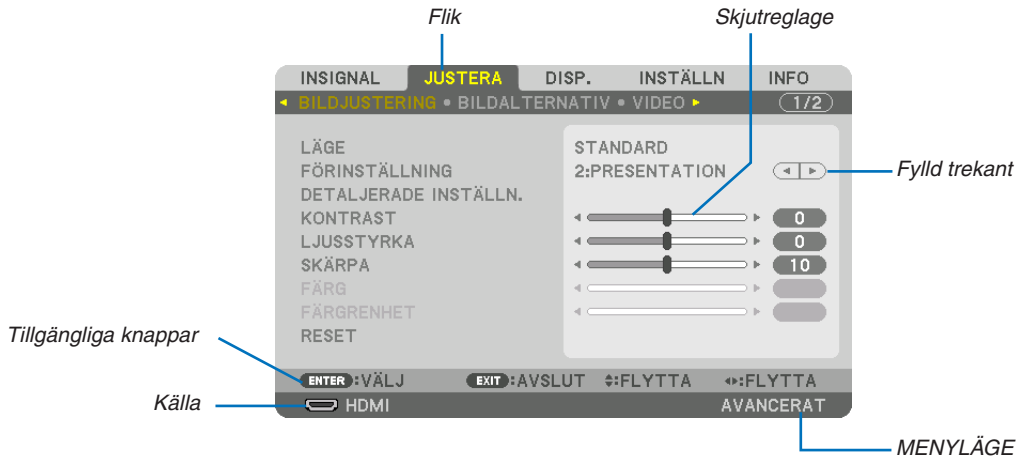 Flik
Skjutreglage
INSIGNAL JUSTERA DISP. INSTÄLLN INFO
BILDJUSTERING • BILDALTERNATIV • VIDEO 1/2
LÄGE STANDARD
FÖRINSTÄLLNING 2:PRESENTATION
Fylld trekant
DETALJERADE INSTÄLLN.
KONTRAST 0
LJUSSTYRKA 0
SKÄRPA 10
FÄRG
FÄRGRENHET
RESET
Tillgängliga knappar
ENTER:VÄLJ EXIT:AVSLUT :FLYTTA :FLYTTA
Källa
HDMI AVANCERAT
MENYLÄGE